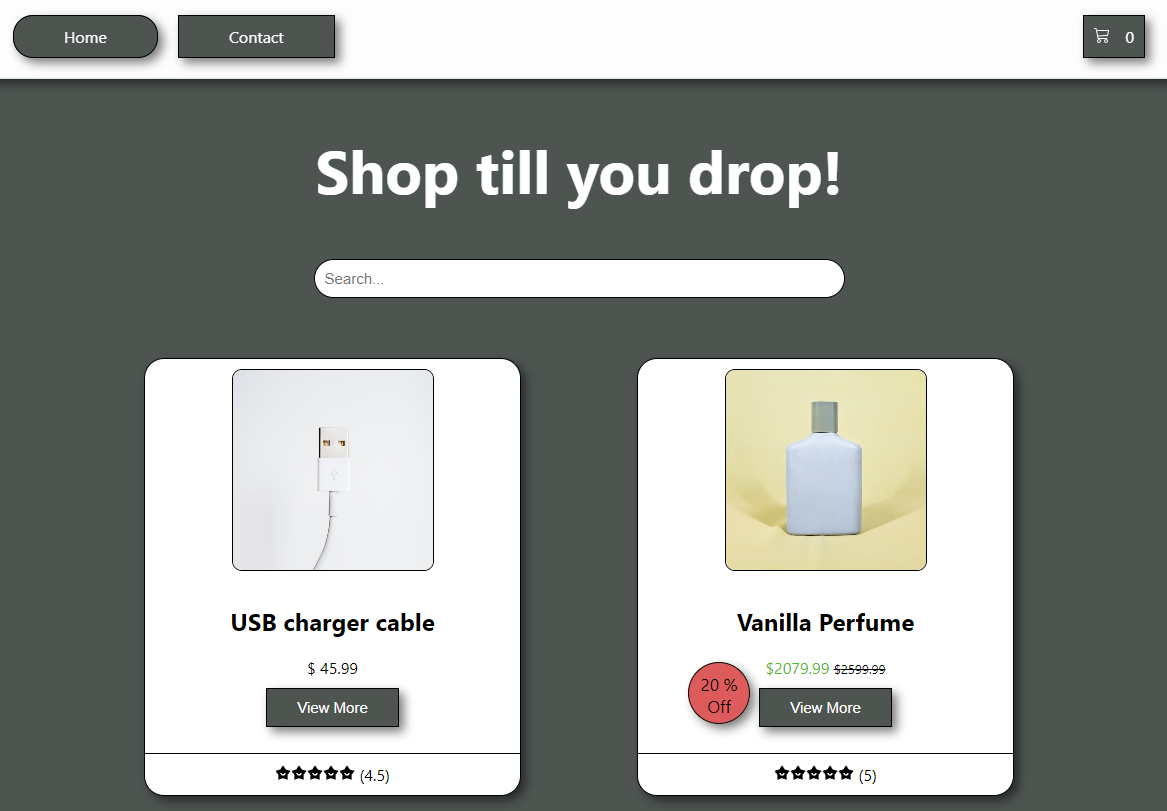 Home
Contact
0
Shop till you drop!
Search...
USB charger cable
$ 45.99
View More
(4.5)
Vanilla Perfume
$2079.99 $2599.99
20 %
Off
View More
(5)